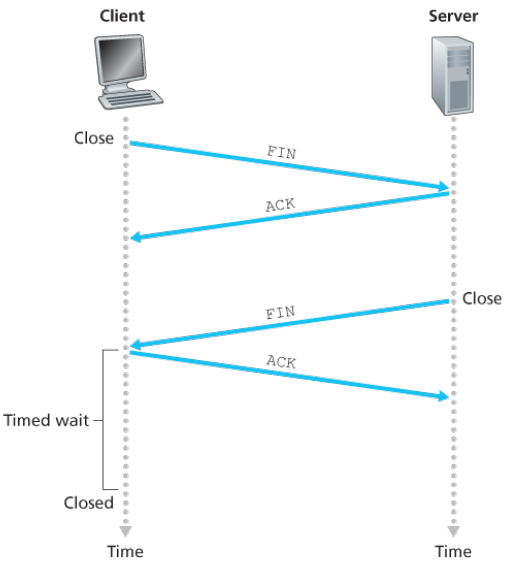 Client
Server
Close
FIN
ACK
Close
FIN
ACK
Timed wait
Closed
Time
Time